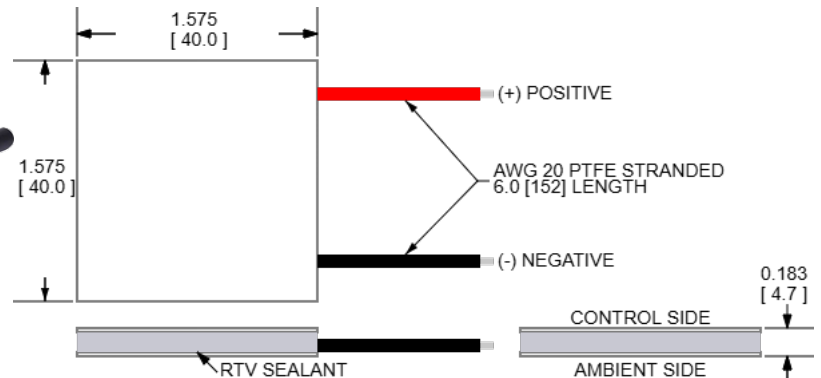 1.575
[ 40.0 ]
(+) POSITIVE
1.575
[ 40.0 ]
AWG 20 PTFE STRANDED
6.0 [152] LENGTH
(-) NEGATIVE
0.183
[ 4.7 ]
CONTROL SIDE
RTV SEALANT
AMBIENT SIDE